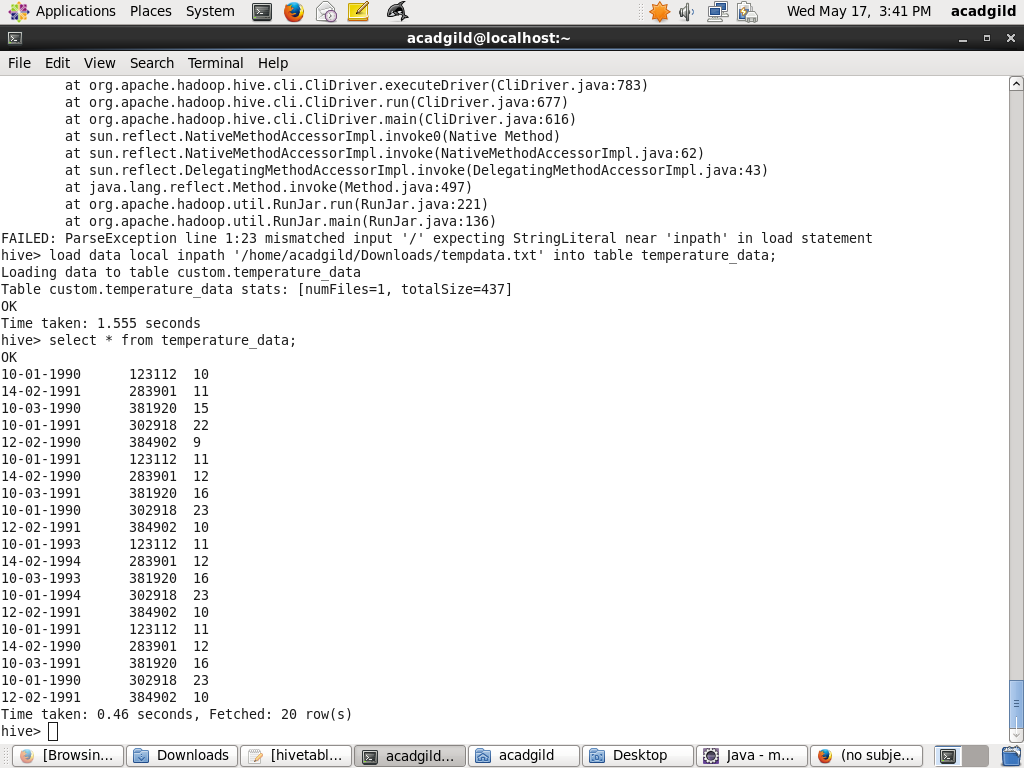 Applications Places System Wed May 17, 3:41 PM acadgild
acadgild@localhost:~
File Edit View Search Terminal Help
at org.apache.hadoop.hive.cli.CliDriver.executeDriver(CliDriver.java:783)
at org.apache.hadoop.hive.cli.CliDriver.run(CliDriver.java:677)
at org.apache.hadoop.hive.cli.CliDriver.main(CliDriver.java:616)
at sun.reflect.NativeMethodAccessorImpl.invoke0(Native Method)
at sun.reflect.NativeMethodAccessorImpl.invoke(NativeMethodAccessorImpl.java:62)
at sun.reflect.DelegatingMethodAccessorImpl.invoke(DelegatingMethodAccessorImpl.java:43)
at java.lang.reflect.Method.invoke(Method.java:497)
at org.apache.hadoop.util.RunJar.run(RunJar.java:221)
at org.apache.hadoop.util.RunJar.main(RunJar.java:136)
FAILED: ParseException line 1:23 mismatched input '/' expecting StringLiteral near 'inpath' in load statement
hive> load data local inpath '/home/acadgild/Downloads/tempdata.txt' into table temperature_data;
Loading data to table custom.temperature_data
Table custom.temperature_data stats: [numFiles=1, totalSize=437]
OK
Time taken: 1.555 seconds
hive> select * from temperature_data;
OK
10-01-1990 123112 10
14-02-1991 283901 11
10-03-1990 381920 15
10-01-1991 302918 22
12-02-1990 384902 9
10-01-1991 123112 11
14-02-1990 283901 12
10-03-1991 381920 16
10-01-1990 302918 23
12-02-1991 384902 10
10-01-1993 123112 11
14-02-1994 283901 12
10-03-1993 381920 16
10-01-1994 302918 23
12-02-1991 384902 10
10-01-1991 123112 11
14-02-1990 283901 12
10-03-1991 381920 16
10-01-1990 302918 23
12-02-1991 384902 10
Time taken: 0.46 seconds, Fetched: 20 row(s)
hive>
[Browsin... Downloads [hivetabl... acadgild... acadgild Desktop Java - m... (no subje...